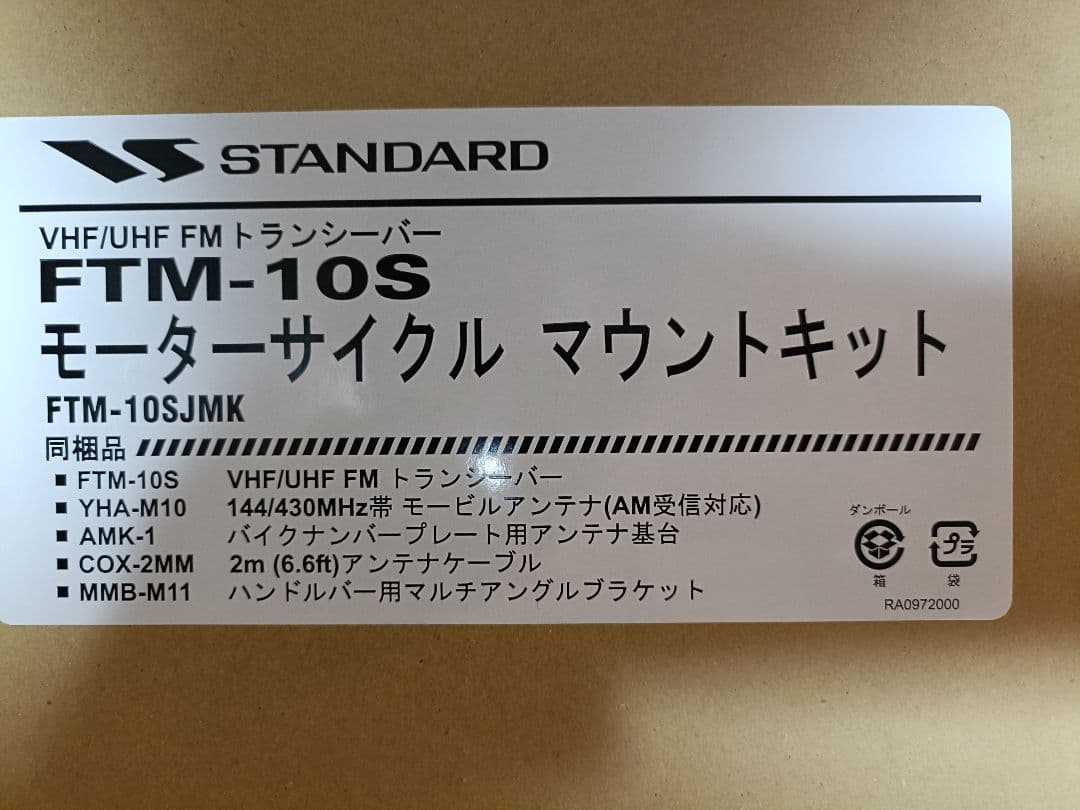 STANDARD
VHF/UHF FMトランシーバー
FTM-10S
モーターサイクル マウントキット
FTM-10SJMK
同梱品
■ FTM-10S VHF/UHF FM トランシーバー
■ YHA-M10 144/430MHz帯 モービルアンテナ(AM受信対応)
■ AMK-1 バイクナンバープレート用アンテナ基台
■ COX-2MM 2m (6.6ft)アンテナケーブル
■ MMB-M11 ハンドルバー用マルチアングルブラケット
ダンボール
箱
プラ
袋
RA0972000